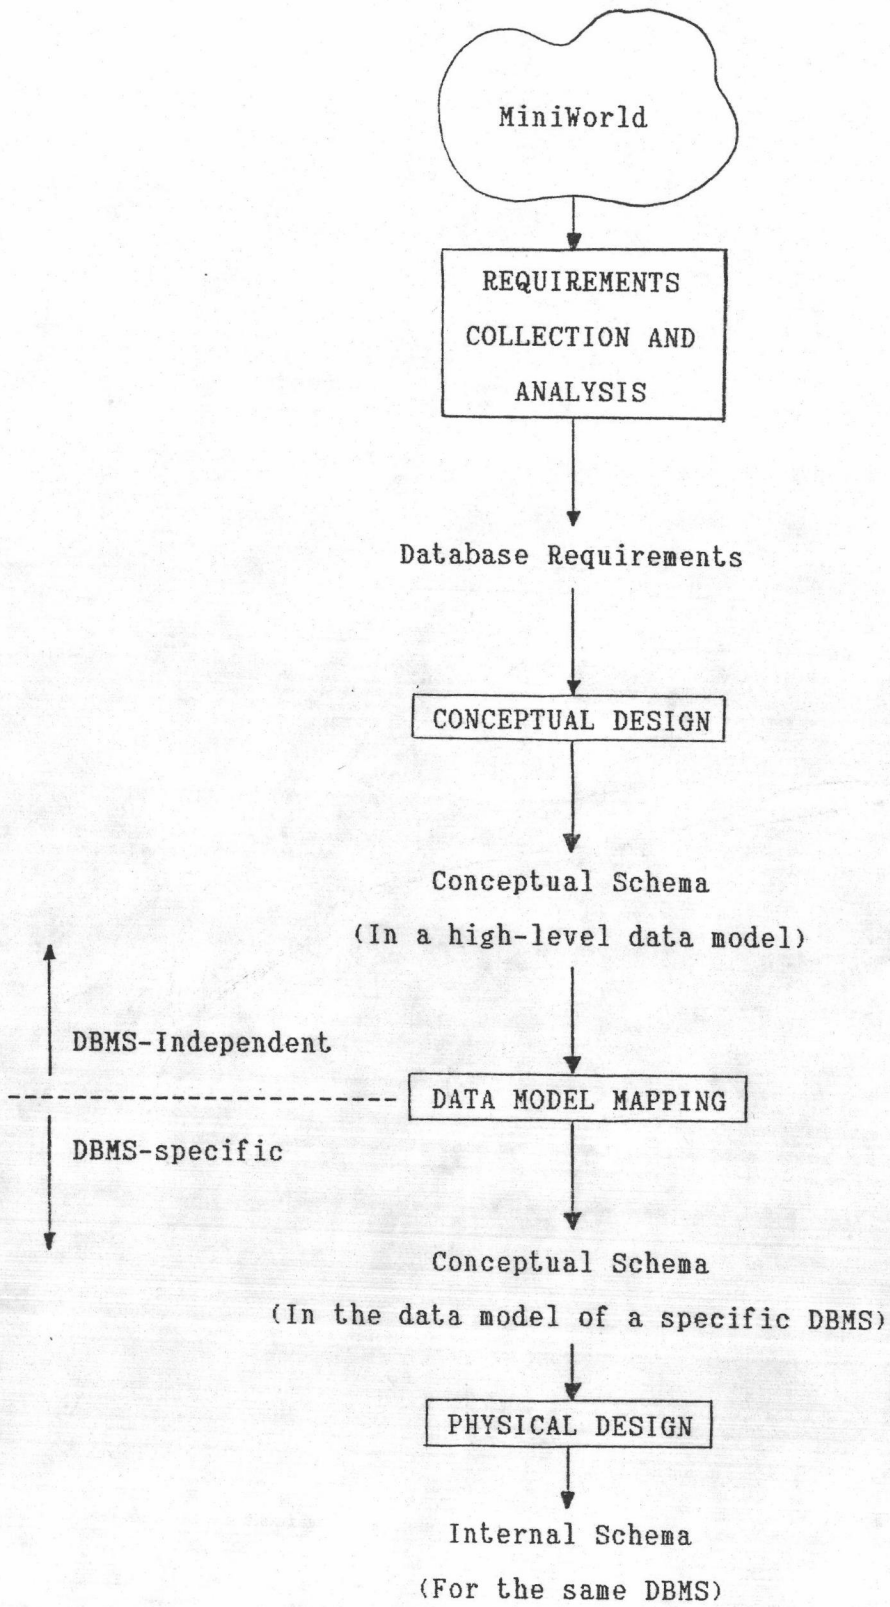 MiniWorld
REQUIREMENTS
COLLECTION AND
ANALYSIS
Database Requirements
CONCEPTUAL DESIGN
Conceptual Schema
(In a high-level data model)
DBMS-Independent
DATA MODEL MAPPING
DBMS-specific
Conceptual Schema
(In the data model of a specific DBMS)
PHYSICAL DESIGN
Internal Schema
(For the same DBMS)